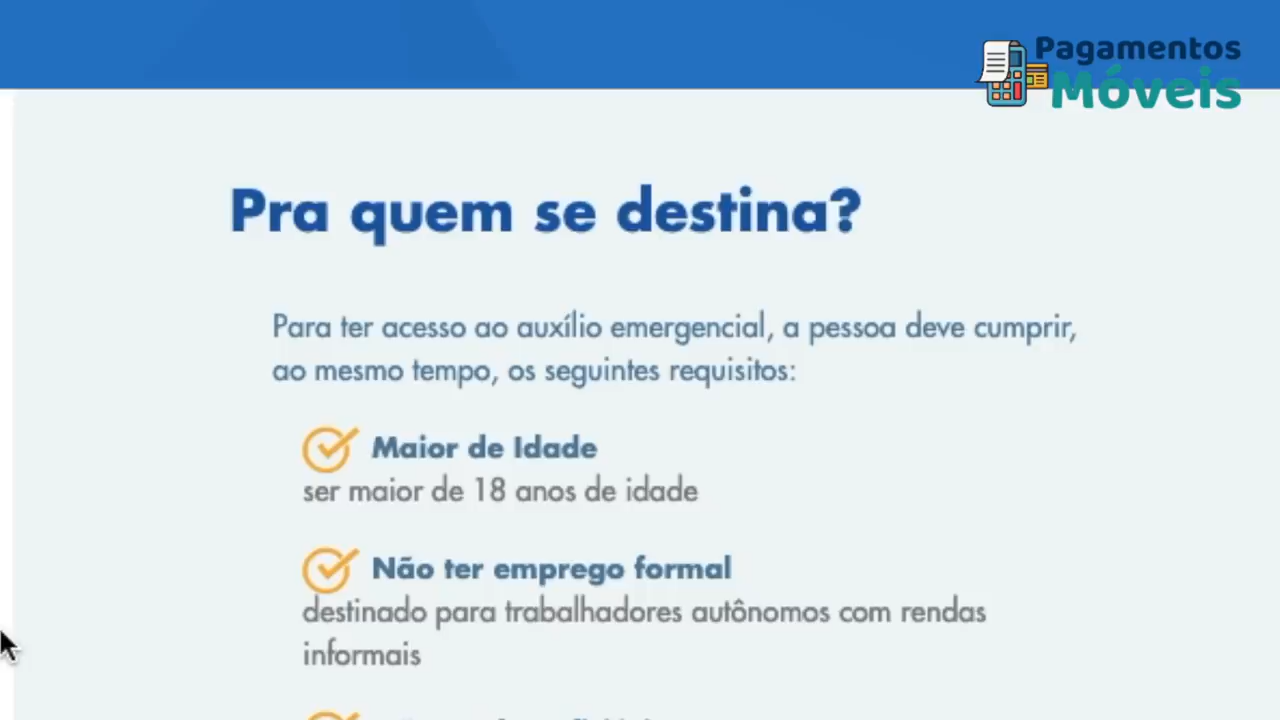 Pagamentos
Móveis
Pra quem se destina?
Para ter acesso ao auxílio emergencial, a pessoa deve cumprir,
ao mesmo tempo, os seguintes requisitos:
Maior de Idade
ser maior de 18 anos de idade
Não ter emprego formal
destinado para trabalhadores autônomos com rendas
informais